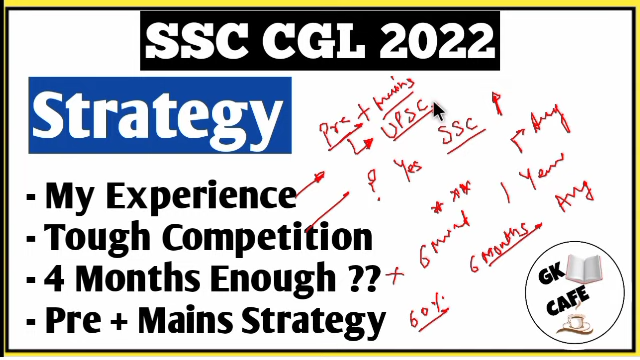 SSC CGL 2022
Strategy
Pre + mains
UPSC
SSC
Avg
? Yes
1 Year
Avg
- My Experience
- Tough Competition
- 4 Months Enough ??
- Pre + Mains Strategy
6 Months
60%
GK
CAFE